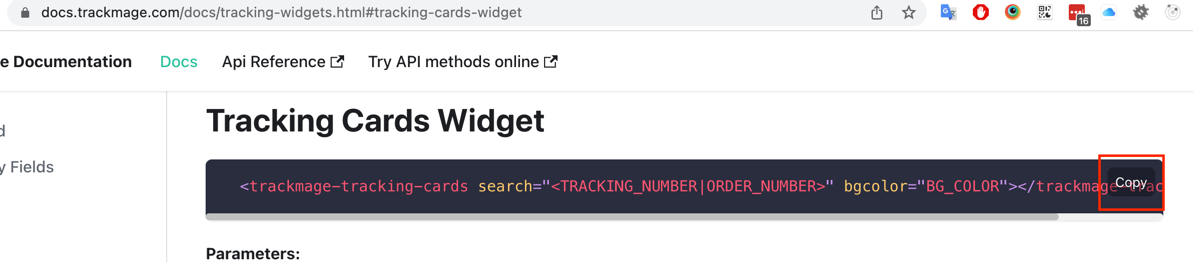 docs.trackmage.com/docs/tracking-widgets.html#tracking-cards-widget
16
e Documentation Docs Api Reference Try API methods online
d
y Fields
Tracking Cards Widget
<trackmage-tracking-cards search="<TRACKING_NUMBER|ORDER_NUMBER>" bgcolor="BG_COLOR"></trackmage-trac
Copy
Parameters: